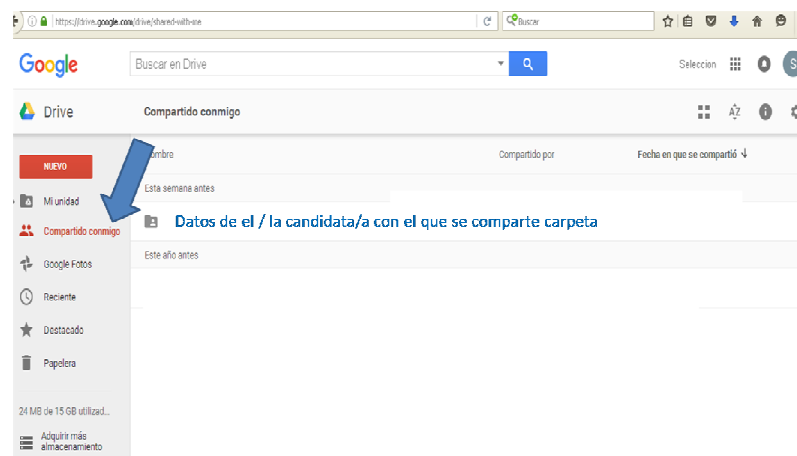 https://drive.google.com/drive/shared-with-me
Buscar
Google
Buscar en Drive
Seleccion
S
Drive
Compartido conmigo
AZ
NUEVO
ombre
Compartido por
Fecha en que se compartió
Mi unidad
Esta semana antes
Compartido conmigo
Datos de el / la candidata/a con el que se comparte carpeta
Google Fotos
Este año antes
Reciente
Destacado
Papelera
24 MB de 15 GB utilizad...
Adquirir más
almacenamiento